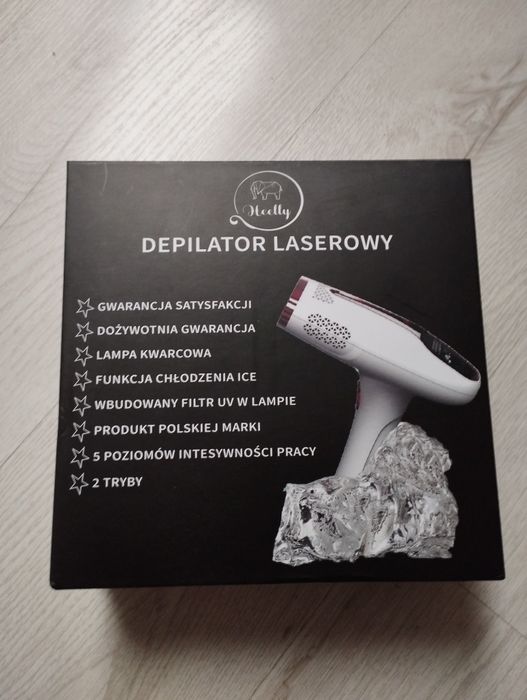 Hcelly
DEPILATOR LASEROWY
GWARANCJA SATYSFAKCJI
DOŻYWOTNIA GWARANCJA
LAMPA KWARCOWA
FUNKCJA CHŁODZENIA ICE
WBUDOWANY FILTR UV W LAMPIE
PRODUKT POLSKIEJ MARKI
5 POZIOMÓW INTESYWNOŚCI PRACY
2 TRYBY